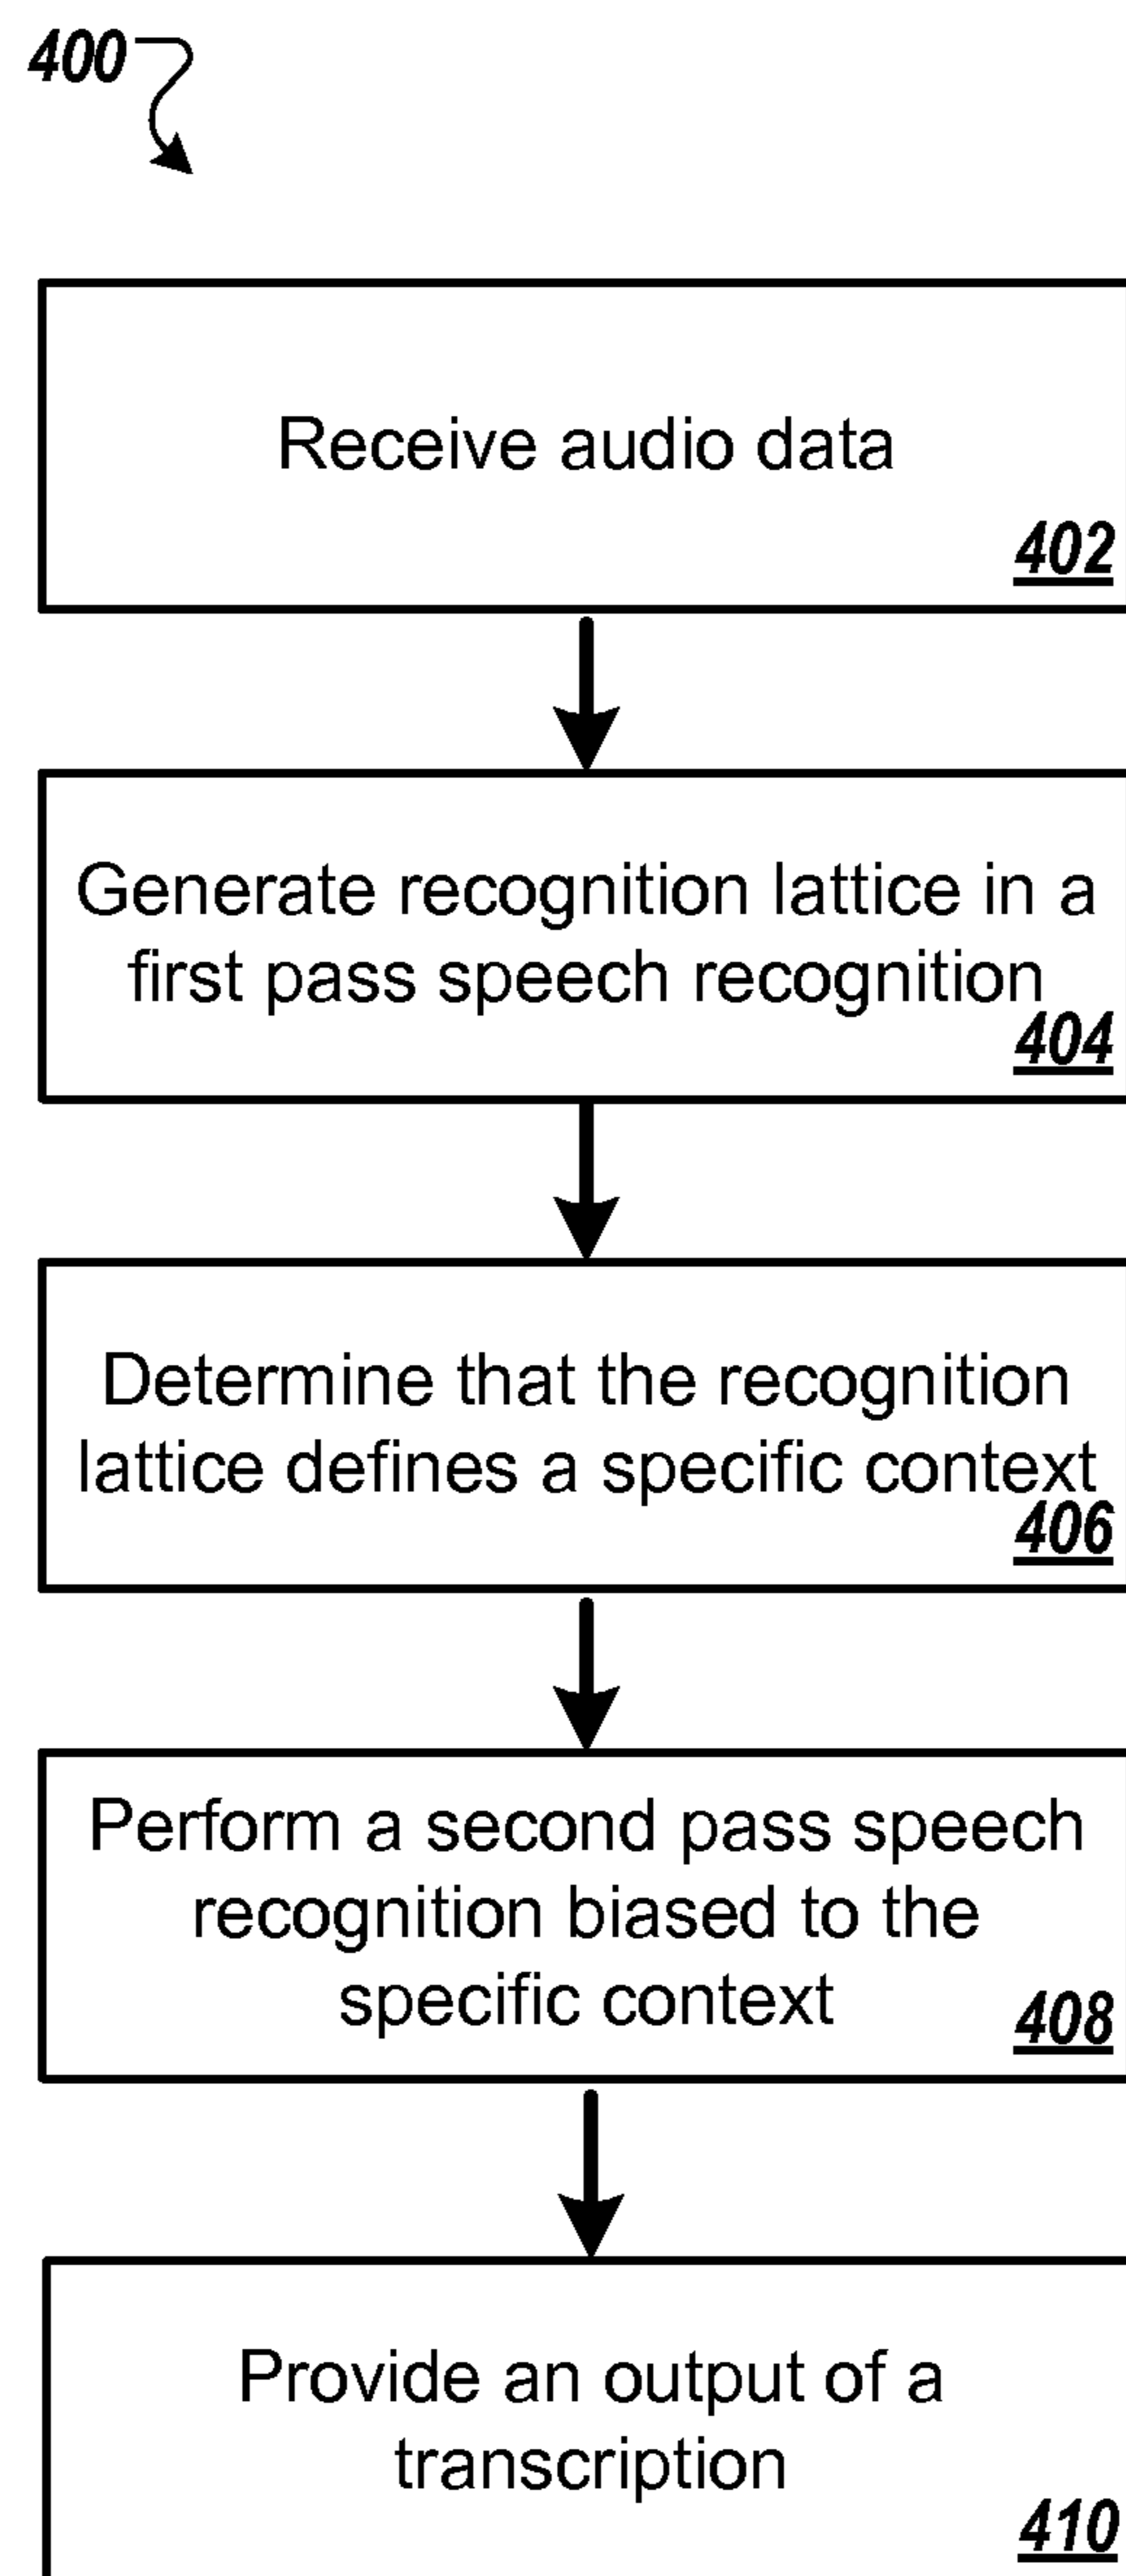 400
Receive audio data
402
Generate recognition lattice in a
first pass speech recognition
404
Determine that the recognition
lattice defines a specific context
406
Perform a second pass speech
recognition biased to the
specific context
408
Provide an output of a
transcription
410